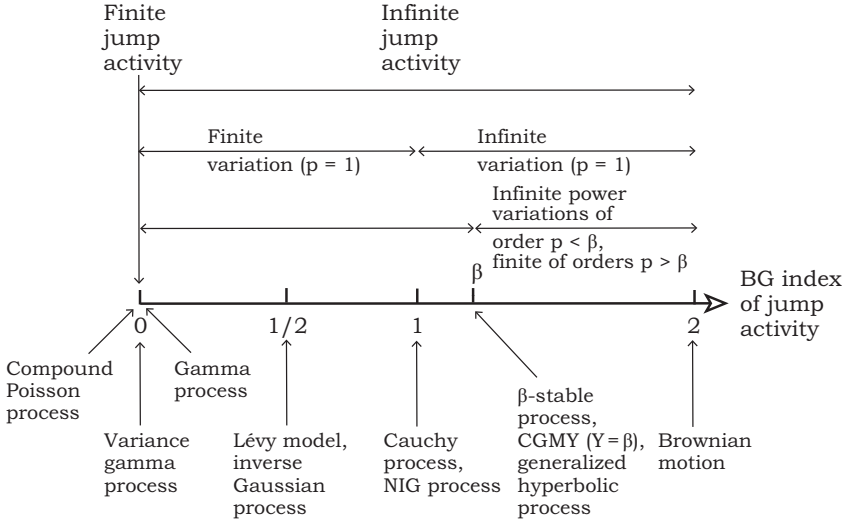 Finite
jump
activity
Infinite
jump
activity
Finite
variation (p = 1)
Infinite
variation (p = 1)
Infinite power
variations of
order p < β,
finite of orders p > β
β
BG index
of jump
activity
0
1/2
1
2
Compound
Poisson
process
Gamma
process
Variance
gamma
process
Lévy model,
inverse
Gaussian
process
Cauchy
process,
NIG process
β-stable
process,
CGMY (Y = β),
generalized
hyperbolic
process
Brownian
motion